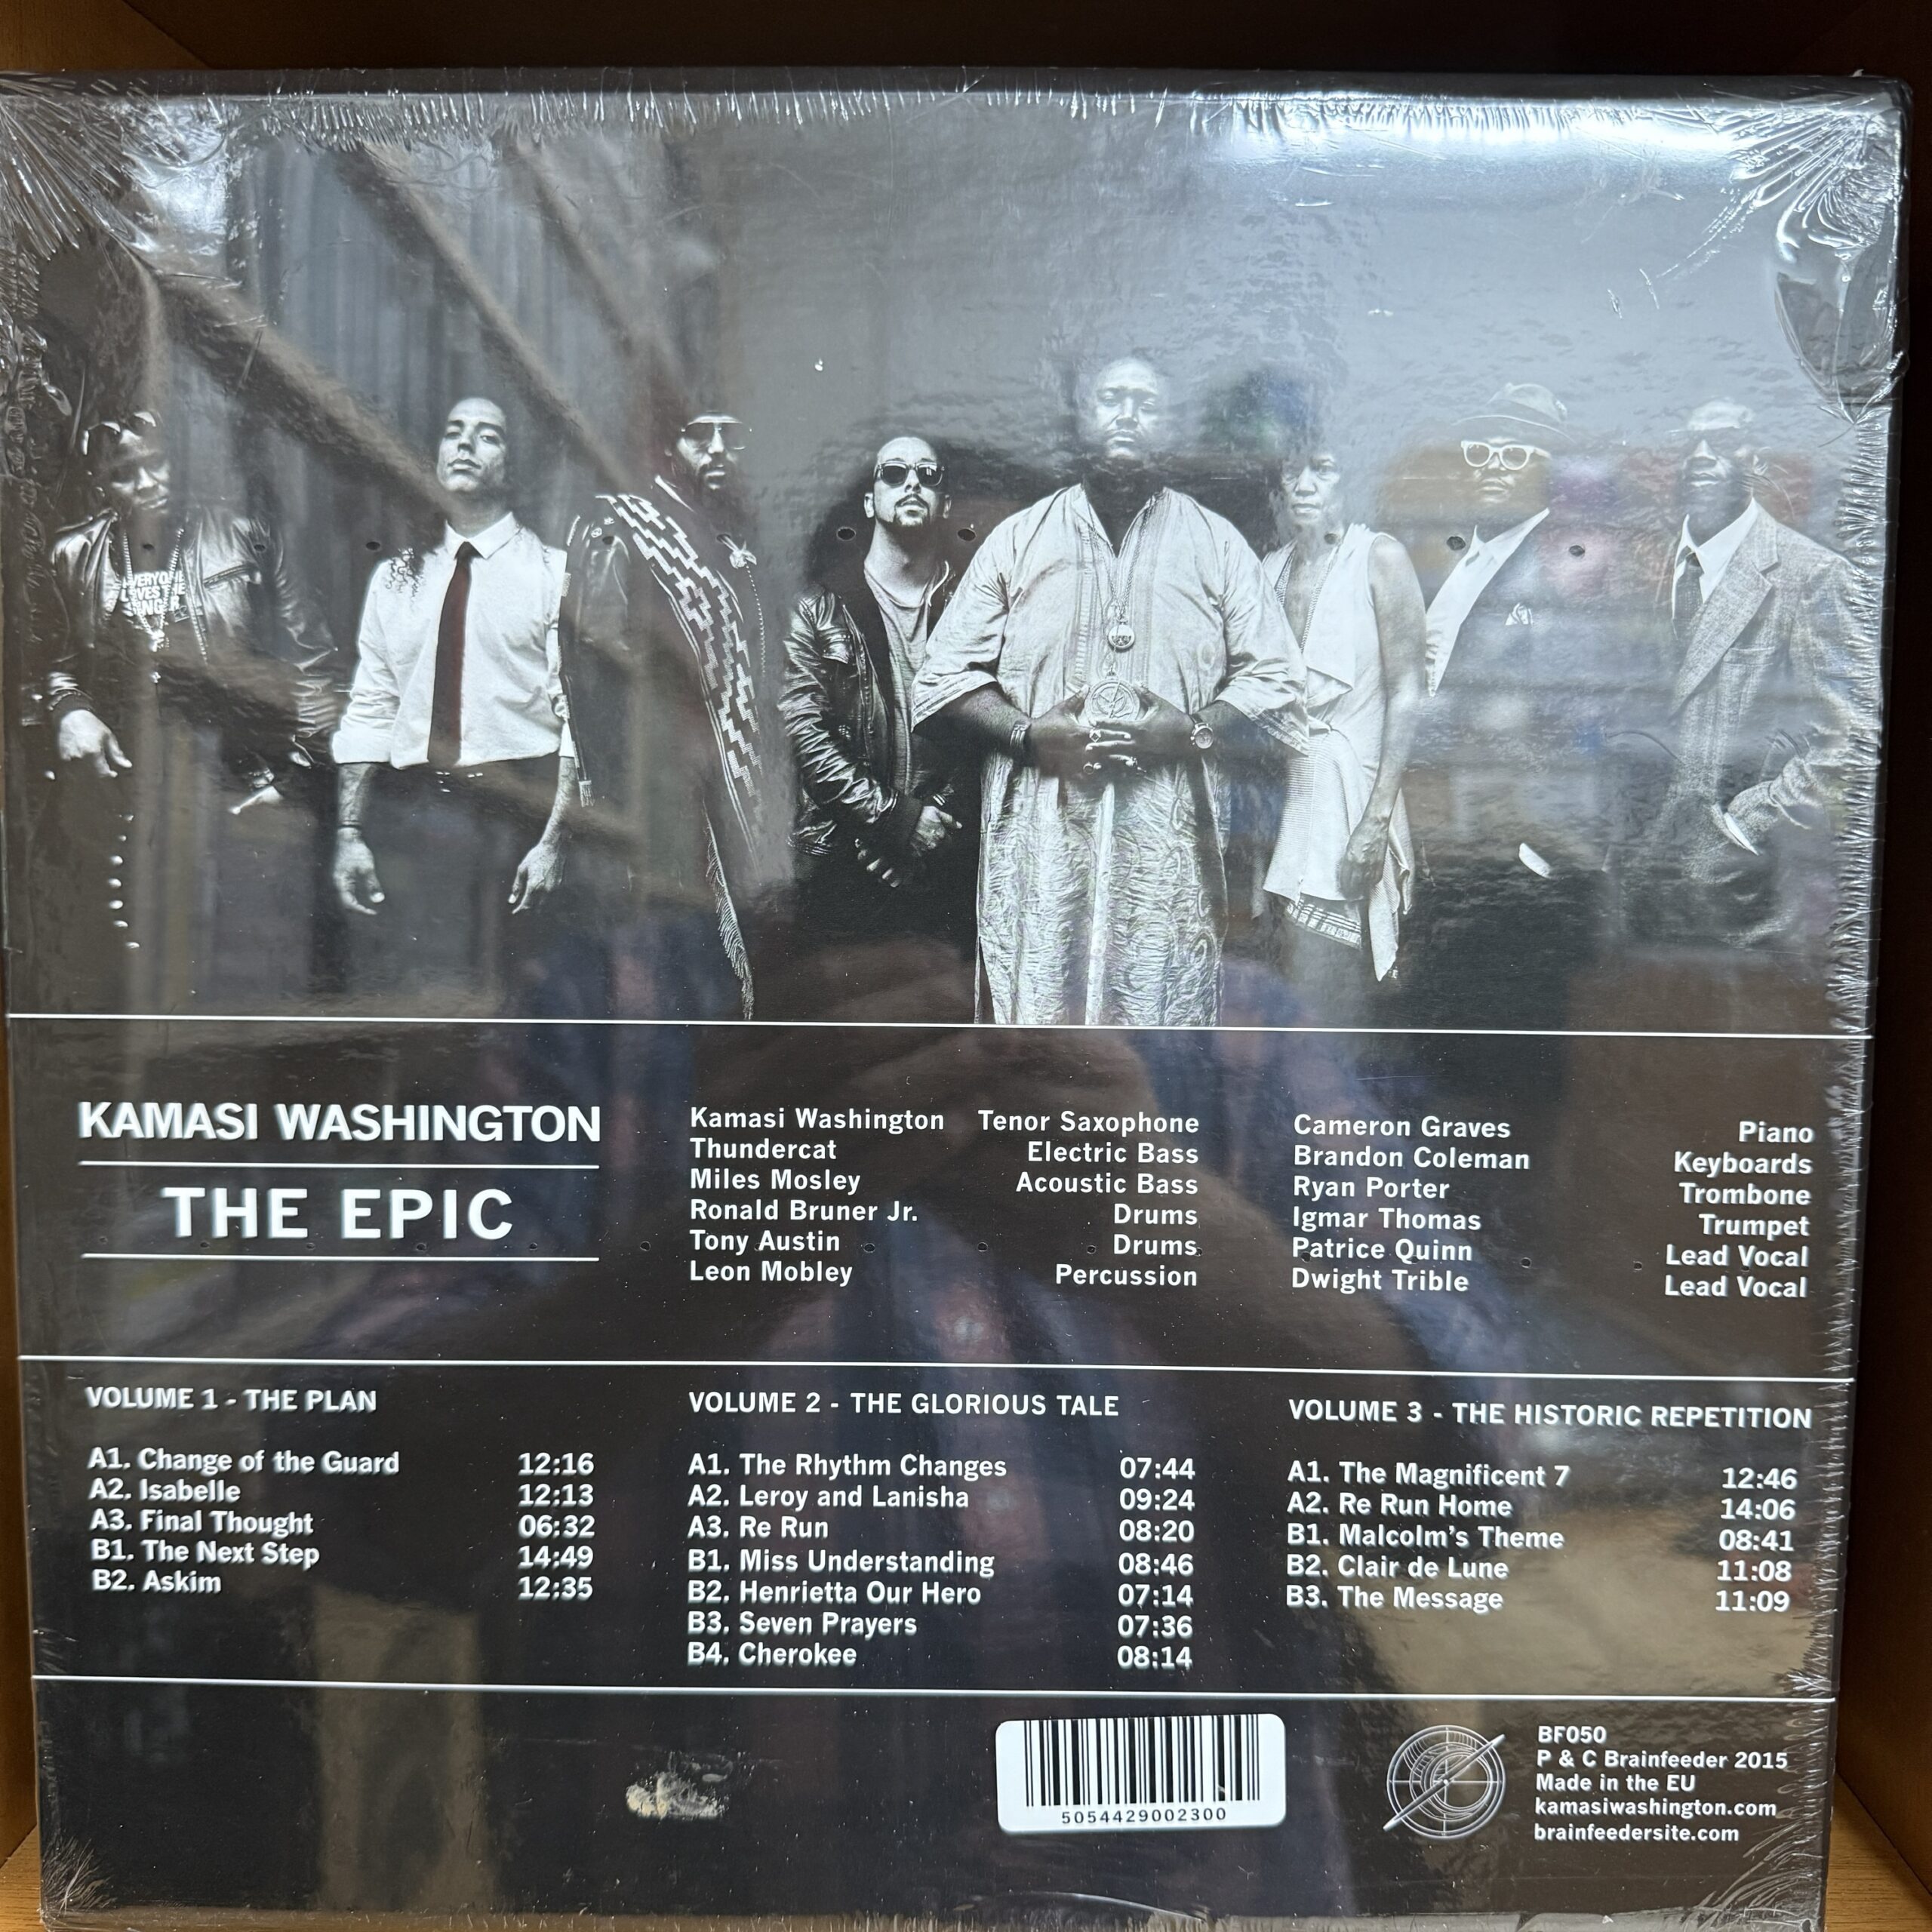 EVERYONE
LOVES THE
SINGER
KAMASI WASHINGTON
THE EPIC
Kamasi Washington Tenor Saxophone
Thundercat Electric Bass
Miles Mosley Acoustic Bass
Ronald Bruner Jr. Drums
Tony Austin Drums
Leon Mobley Percussion
Cameron Graves Piano
Brandon Coleman Keyboards
Ryan Porter Trombone
Igmar Thomas Trumpet
Patrice Quinn Lead Vocal
Dwight Trible Lead Vocal
VOLUME 1 - THE PLAN
A1. Change of the Guard 12:16
A2. Isabelle 12:13
A3. Final Thought 06:32
B1. The Next Step 14:49
B2. Askim 12:35
VOLUME 2 - THE GLORIOUS TALE
A1. The Rhythm Changes 07:44
A2. Leroy and Lanisha 09:24
A3. Re Run 08:20
B1. Miss Understanding 08:46
B2. Henrietta Our Hero 07:14
B3. Seven Prayers 07:36
B4. Cherokee 08:14
VOLUME 3 - THE HISTORIC REPETITION
A1. The Magnificent 7 12:46
A2. Re Run Home 14:06
B1. Malcolm's Theme 08:41
B2. Clair de Lune 11:08
B3. The Message 11:09
5054429002300
BF050
P & C Brainfeeder 2015
Made in the EU
kamasiwashington.com
brainfeedersite.com